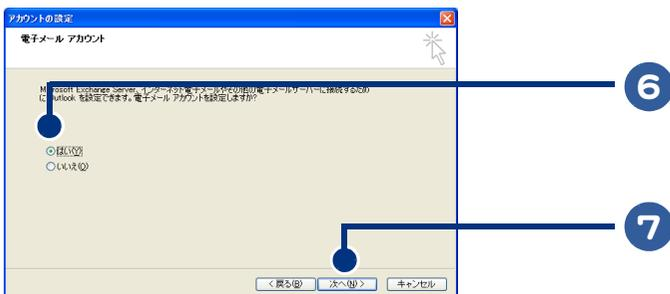 アカウントの設定
電子メール アカウント
Microsoft Exchange Server、インターネット電子メールやその他の電子メールサーバーに接続するため
に Outlook を設定できます。電子メール アカウントを設定しますか?
6
はい(Y)
いいえ(O)
7
< 戻る(B) 次へ(N) > キャンセル